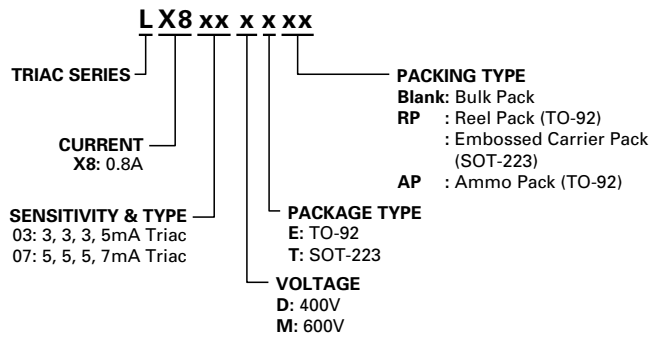 L X8 xx x x xx
TRIAC SERIES
CURRENT
X8: 0.8A
SENSITIVITY & TYPE
03: 3, 3, 3, 5mA Triac
07: 5, 5, 5, 7mA Triac
VOLTAGE
D: 400V
M: 600V
PACKAGE TYPE
E: TO-92
T: SOT-223
PACKING TYPE
Blank: Bulk Pack
RP : Reel Pack (TO-92)
: Embossed Carrier Pack
(SOT-223)
AP : Ammo Pack (TO-92)